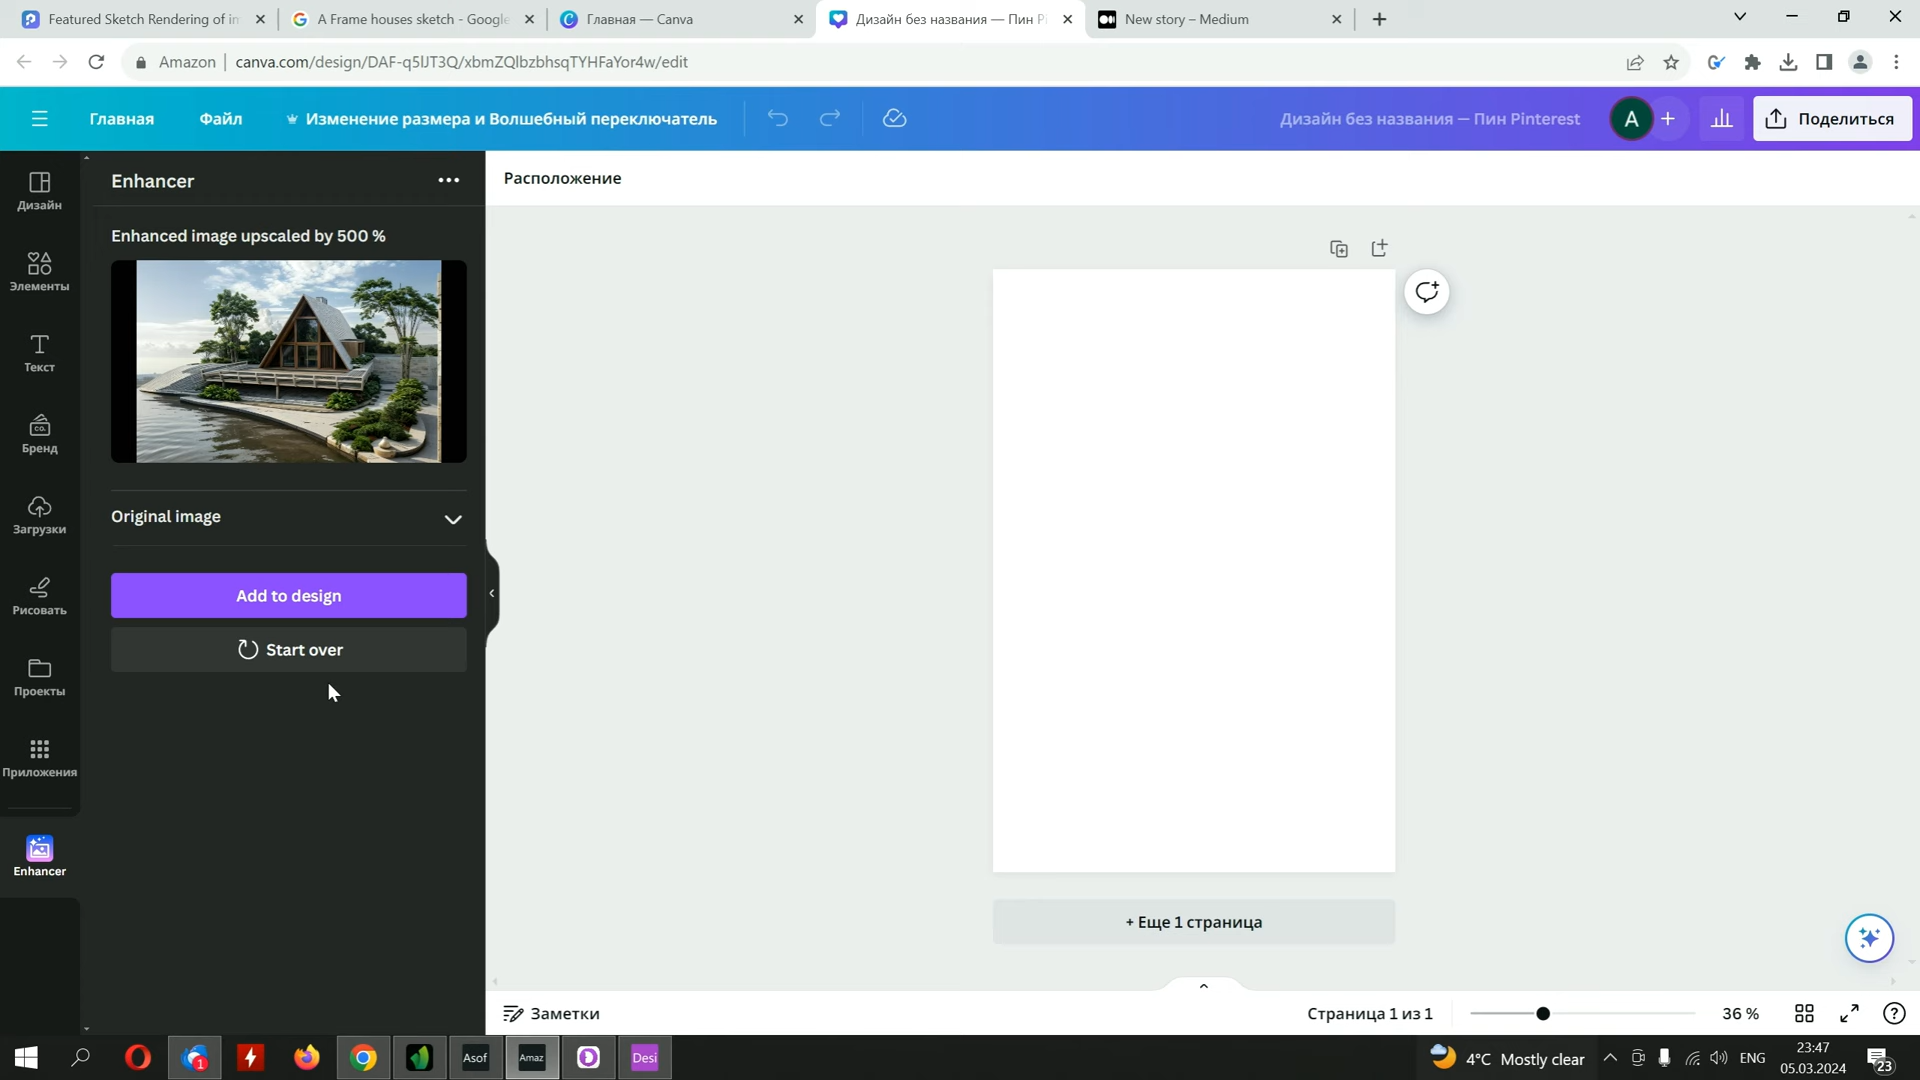 Featured Sketch Rendering of in
A Frame houses sketch - Google
Главная — Canva
Дизайн без названия — Пин Pi
New story – Medium
Amazon
canva.com/design/DAF-q5lJT3Q/xbmZQlbzbhsqTYHFaYor4w/edit
Главная
Файл
Изменение размера и Волшебный переключатель
Дизайн без названия — Пин Pinterest
A
Поделиться
Дизайн
Элементы
Текст
CO.
Бренд
Загрузки
Рисовать
Проекты
Приложения
Enhancer
Enhancer
Enhanced image upscaled by 500 %
Original image
Add to design
Start over
Расположение
+ Еще 1 страница
Заметки
Страница 1 из 1
36 %
1
Asof
Amaz
Desi
4°C Mostly clear
ENG
23:47
05.03.2024
23